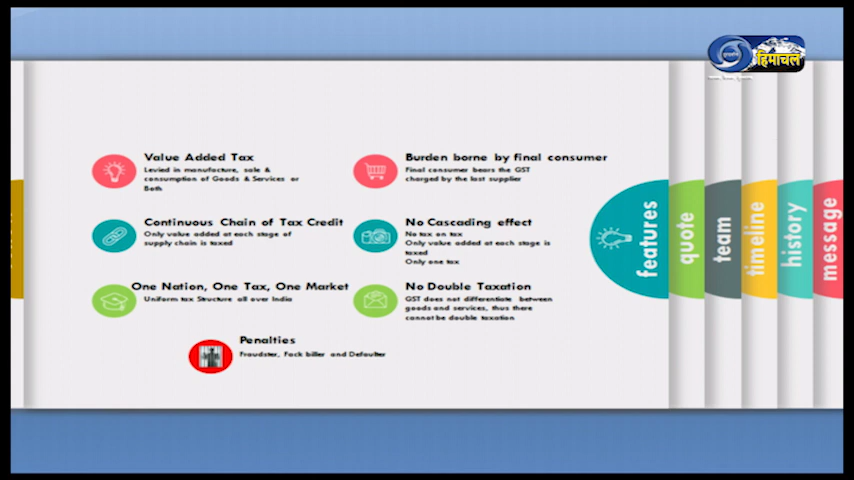 हिमाचल
Value Added Tax
Levied in manufacture, sale &
consumption of Goods & Services or
Both
Burden borne by final consumer
Final consumer bears the GST
charged by the last supplier
Continuous Chain of Tax Credit
Only value added at each stage of
supply chain is taxed
No Cascading effect
No tax on tax
Only value added at each stage is
taxed
Only one tax
One Nation, One Tax, One Market
Uniform tax Structure all over India
No Double Taxation
GST does not differentiate between
goods and services, thus there
cannot be double taxation
Penalties
Fraudster, Fack biller and Defaulter
features
quote
team
timeline
history
message